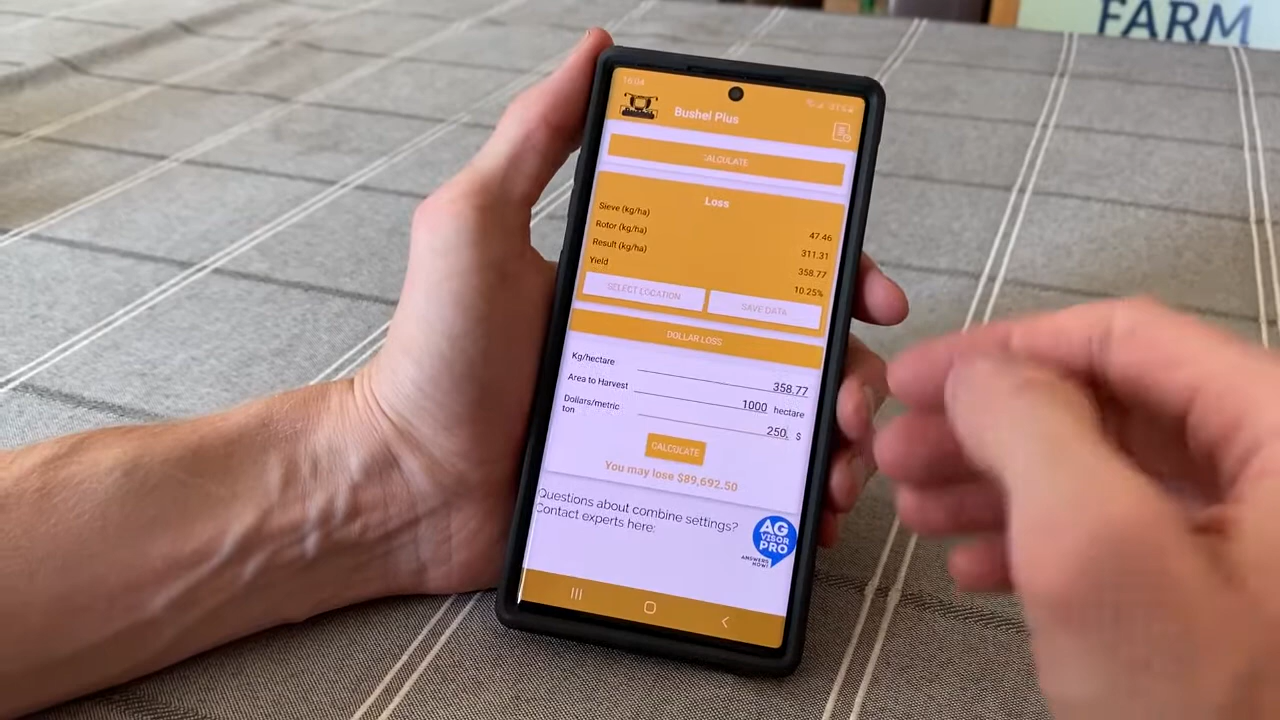 FARM
16:04
Bushel Plus
CALCULATE
Loss
Sieve (kg/ha) 47.46
Rotor (kg/ha) 311.31
Result (kg/ha) 358.77
Yield 10.25%
SELECT LOCATION SAVE DATA
DOLLAR LOSS
Kg/hectare 358.77
Area to Harvest 1000 hectare
Dollars/metric
ton 250 $
CALCULATE
You may lose $89,692.50
Questions about combine settings?
Contact experts here:
AG
VISOR
PRO
ANSWERS
NOW!